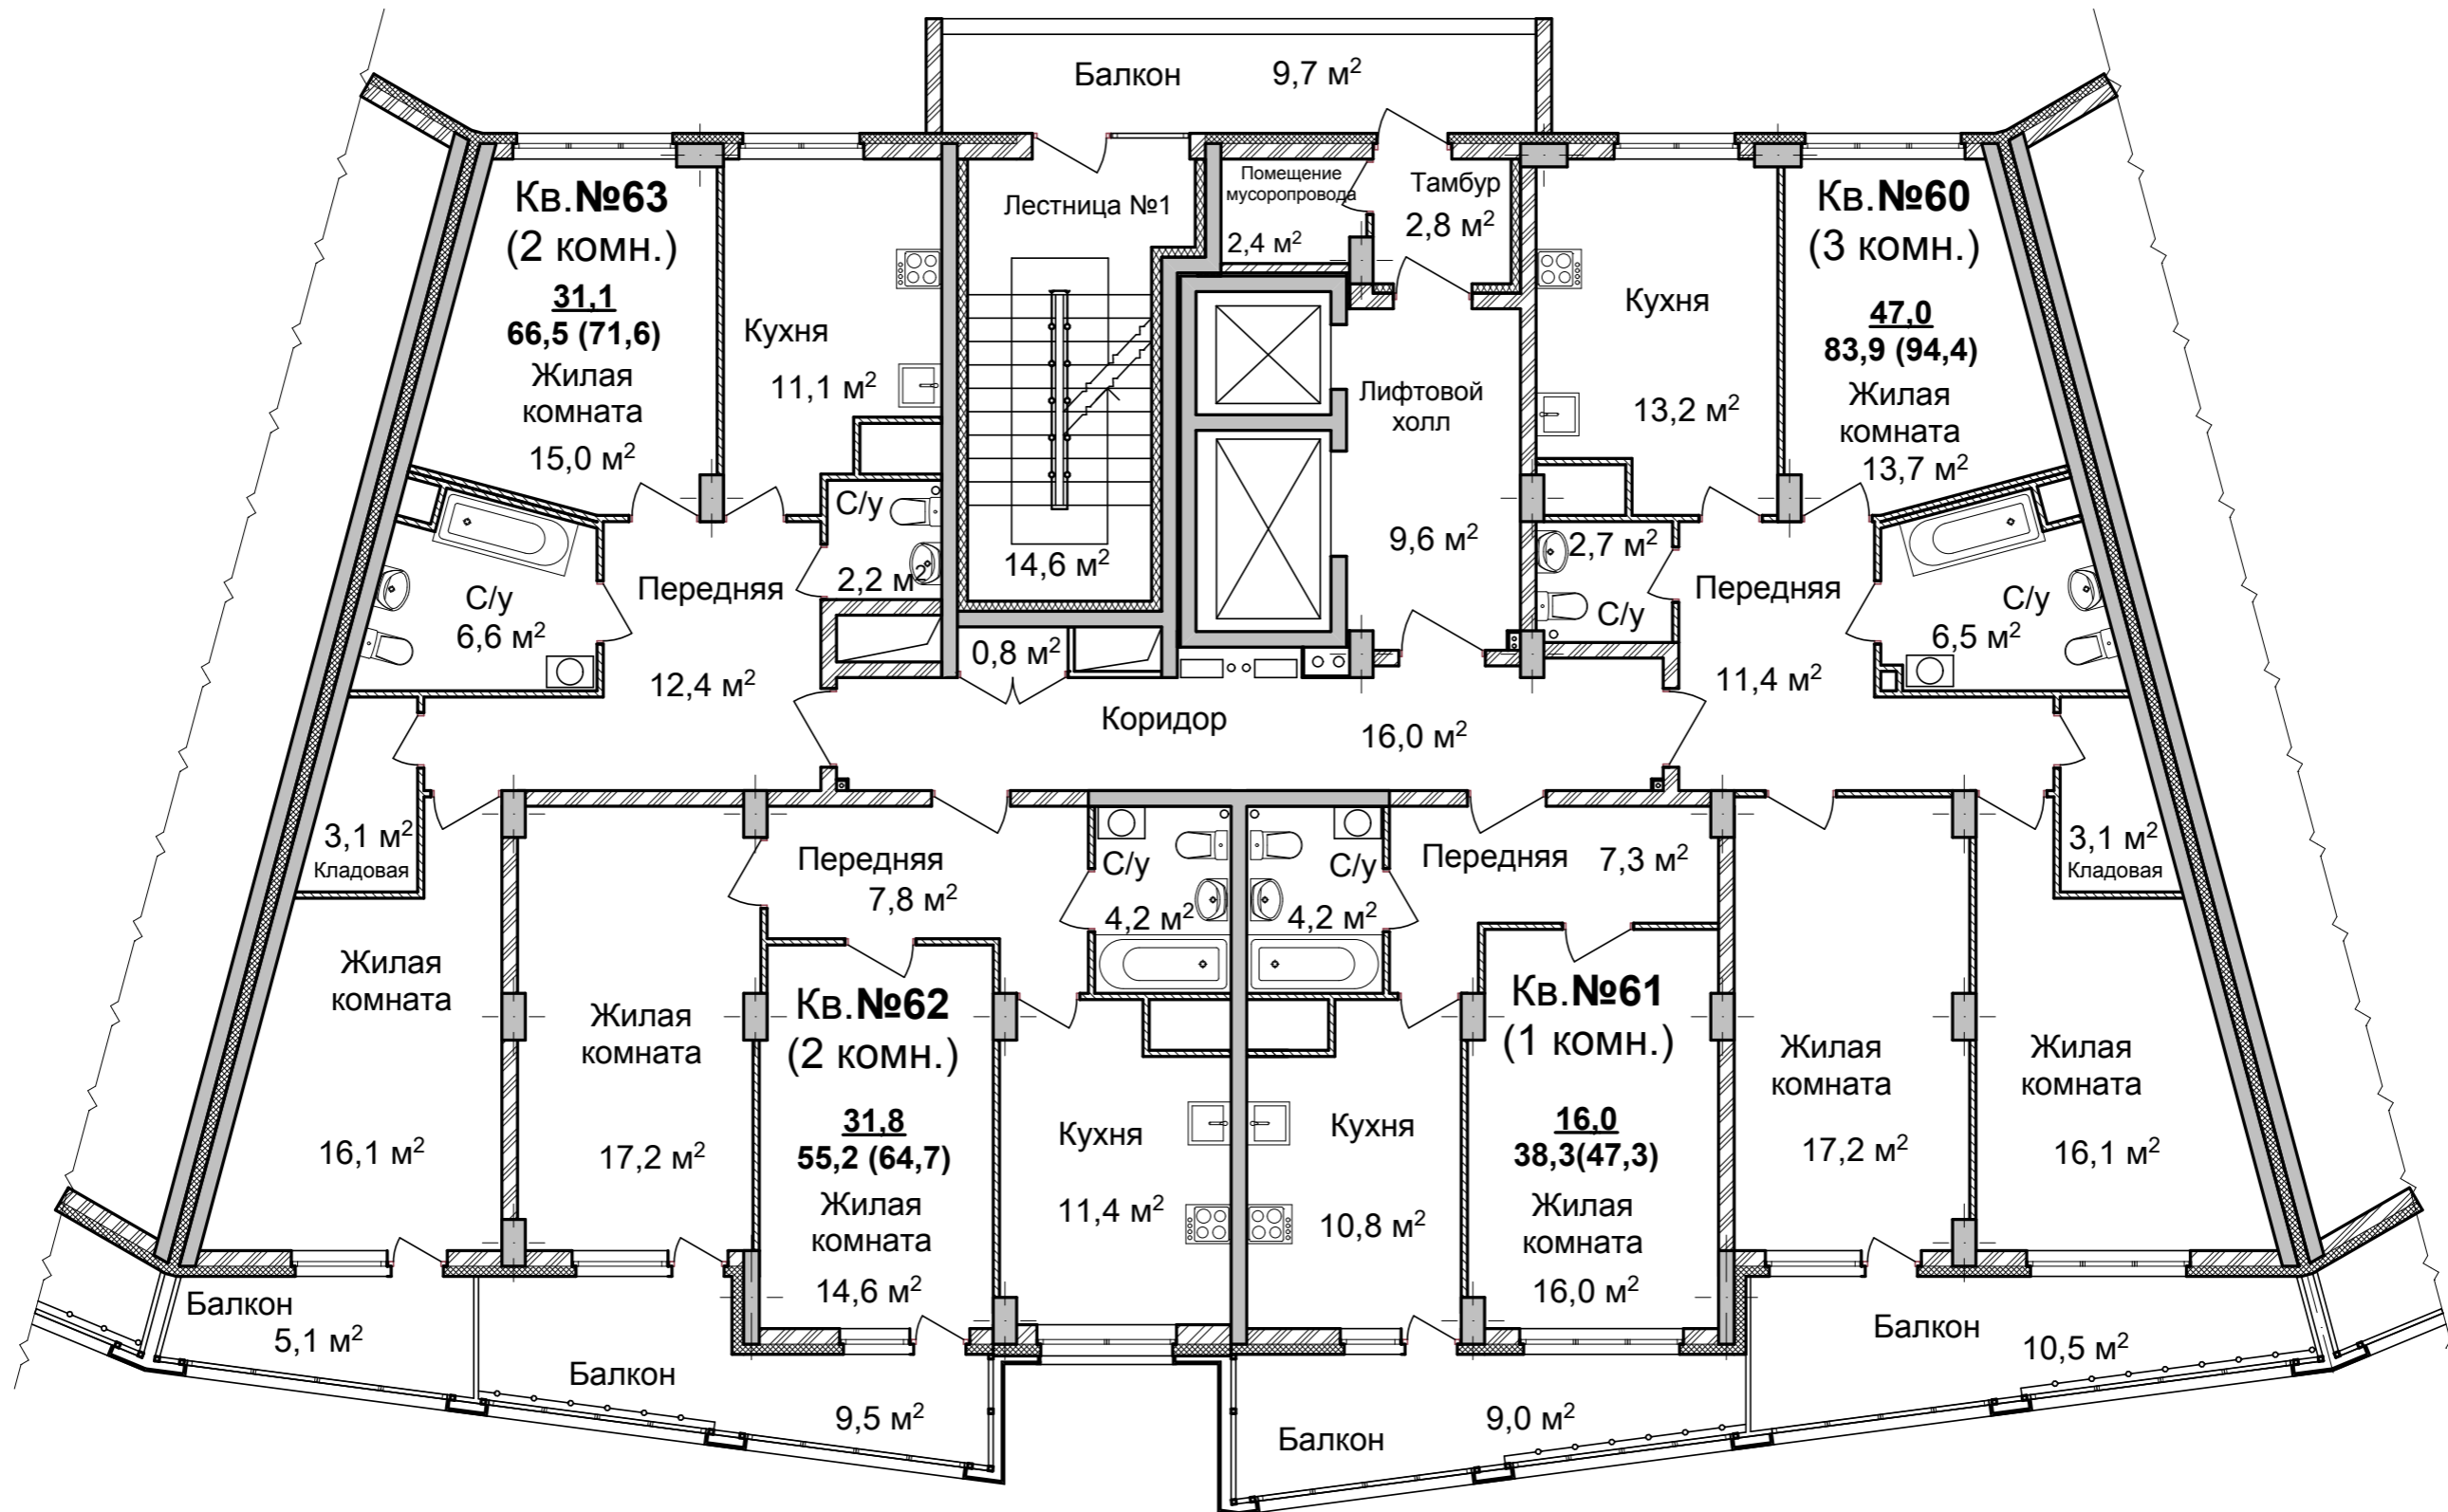 Балкон 9,7 м²
Кв.№63
(2 комн.)
31,1
66,5 (71,6)
Жилая
комната
15,0 м²
Кухня
11,1 м²
Лестница №1
14,6 м²
Помещение
мусоропровода
2,4 м²
Тамбур
2,8 м²
Лифтовой
холл
9,6 м²
Кухня
13,2 м²
Кв.№60
(3 комн.)
47,0
83,9 (94,4)
Жилая
комната
13,7 м²
С/у
6,6 м²
Передняя
12,4 м²
С/у
2,2 м²
0,8 м²
Коридор
16,0 м²
2,7 м²
С/у
Передняя
11,4 м²
С/у
6,5 м²
3,1 м²
Кладовая
Передняя
7,8 м²
С/у
4,2 м²
С/у
4,2 м²
Передняя 7,3 м²
3,1 м²
Кладовая
Жилая
комната
16,1 м²
Жилая
комната
17,2 м²
Кв.№62
(2 комн.)
31,8
55,2 (64,7)
Жилая
комната
14,6 м²
Кухня
11,4 м²
Кухня
10,8 м²
Кв.№61
(1 комн.)
16,0
38,3(47,3)
Жилая
комната
16,0 м²
Жилая
комната
17,2 м²
Жилая
комната
16,1 м²
Балкон
5,1 м²
Балкон
9,5 м²
Балкон
9,0 м²
Балкон
10,5 м²